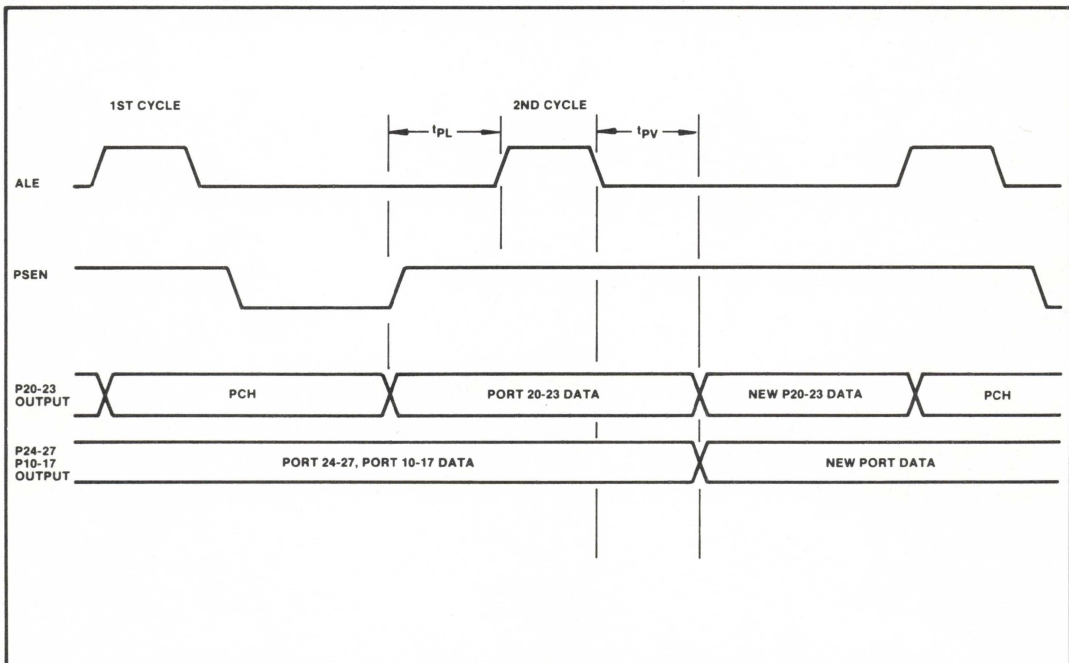 1ST CYCLE
2ND CYCLE
tPL
tPV
ALE
PSEN
P20-23
OUTPUT
PCH
PORT 20-23 DATA
NEW P20-23 DATA
PCH
P24-27
P10-17
OUTPUT
PORT 24-27, PORT 10-17 DATA
NEW PORT DATA